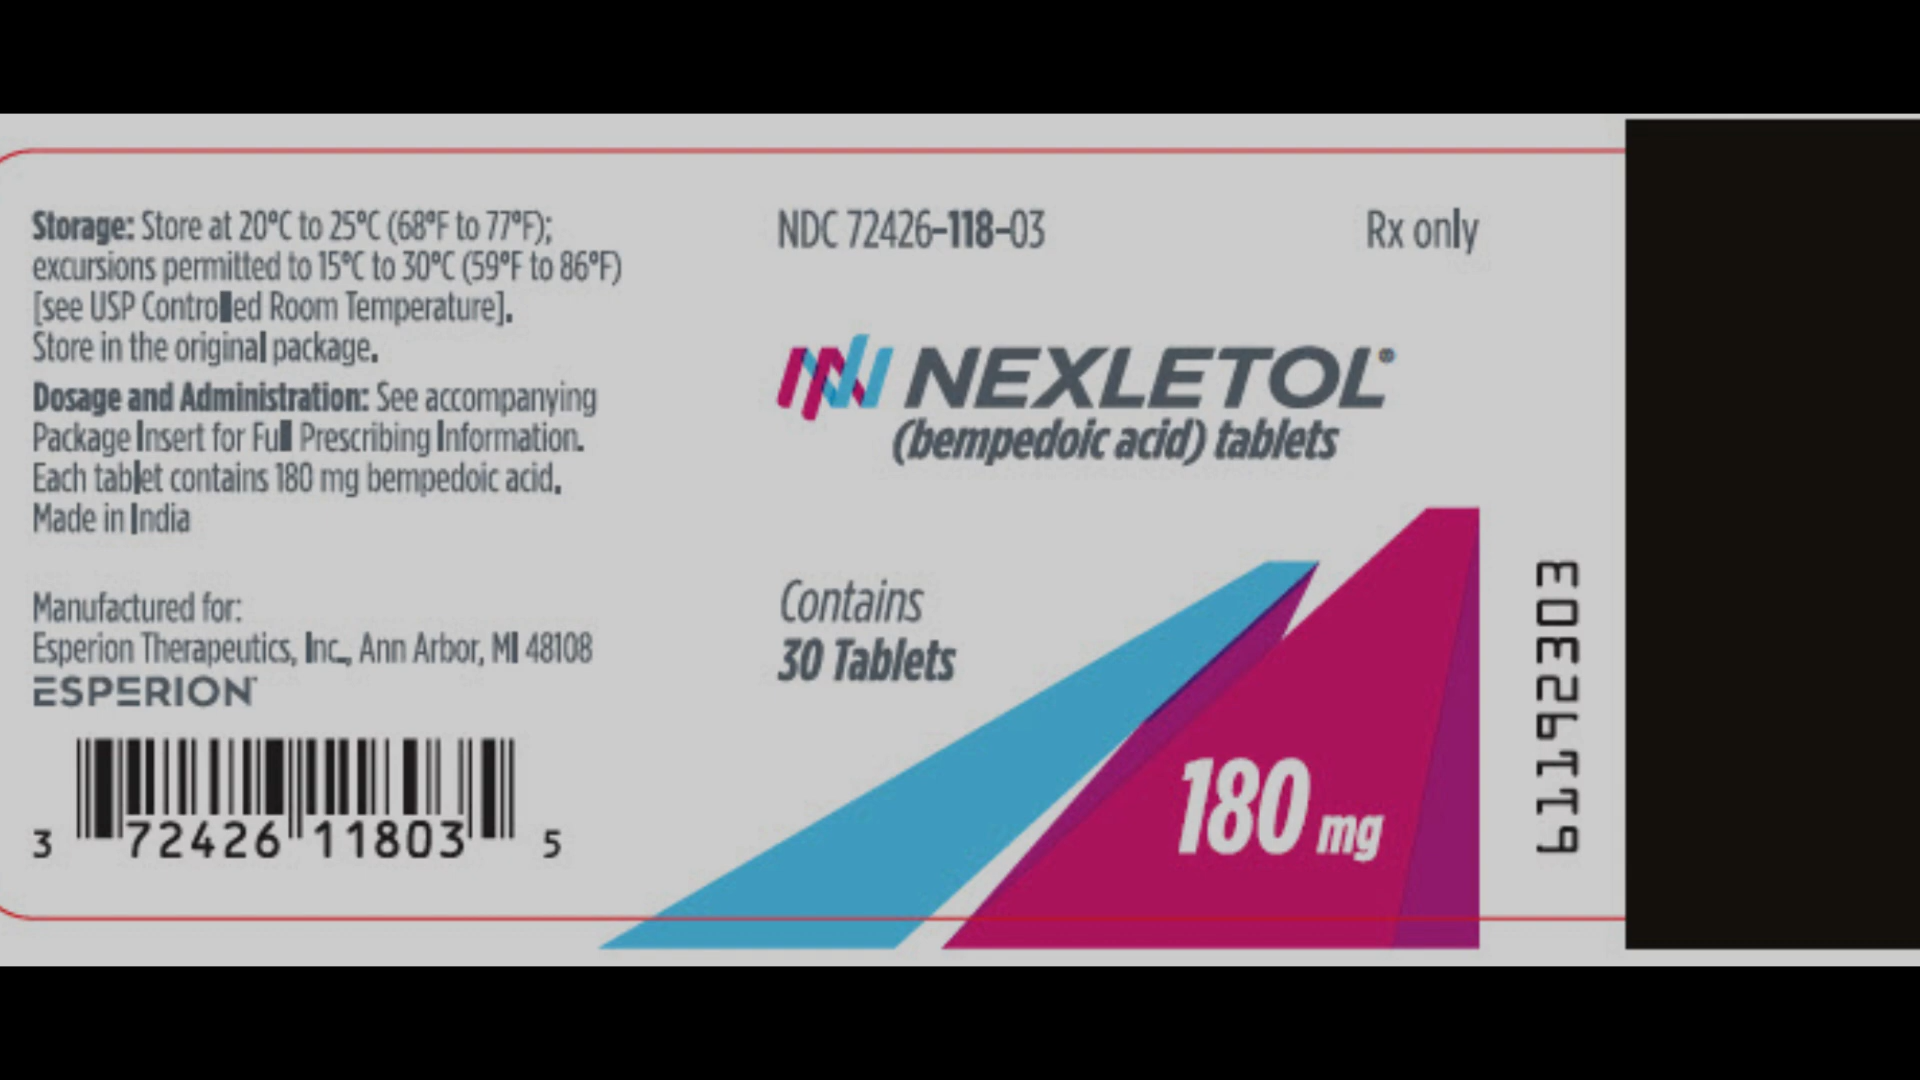 Storage: Store at 20°C to 25°C (68°F to 77°F);
excursions permitted to 15°C to 30°C (59°F to 86°F)
[see USP Controlled Room Temperature].
Store in the original package.
Dosage and Administration: See accompanying
Package Insert for Full Prescribing Information.
Each tablet contains 180 mg bempedoic acid.
Made in India
Manufactured for:
Esperion Therapeutics, Inc., Ann Arbor, MI 48108
ESPERION™
3 72426 11803 5
NDC 72426-118-03
Rx only
NEXLETOL®
(bempedoic acid) tablets
Contains
30 Tablets
180 mg
61192303